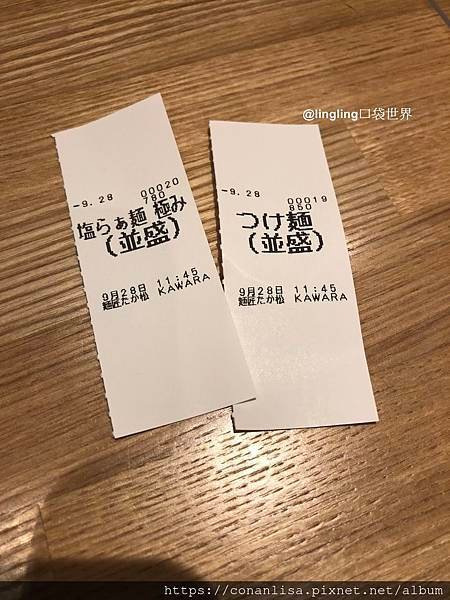 @lingling口袋世界
-9.28 00020
780
塩らぁ麺 極み
(並盛)
9月28日 11:45
麺匠たか松 KAWARA
-9.28 00019
850
つけ麺
(並盛)
9月28日 11:45
麺匠たか松 KAWARA
https://conanlisa.pixnet.net/album